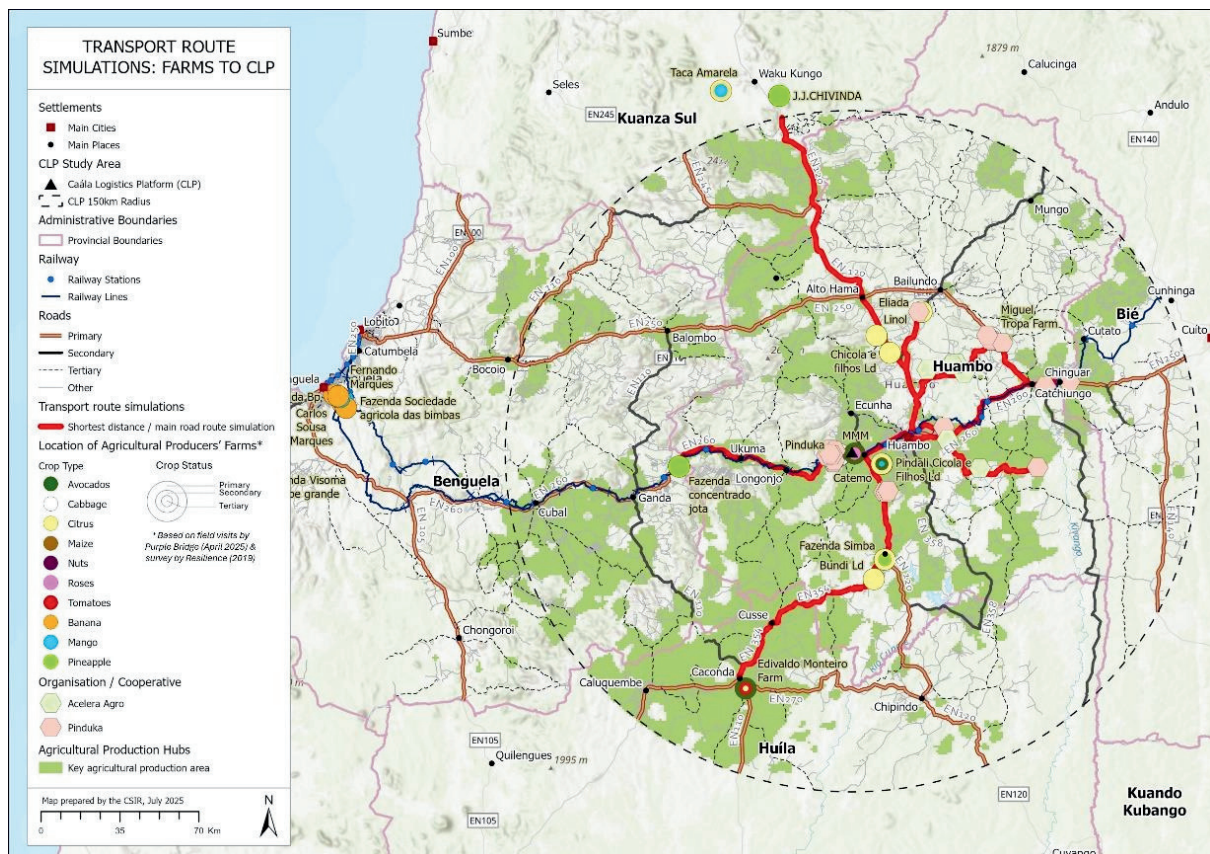 TRANSPORT ROUTE
SIMULATIONS: FARMS TO CLP
Settlements
Main Cities
Main Places
CLP Study Area
Caála Logistics Platform (CLP)
CLP 150km Radius
Administrative Boundaries
Provincial Boundaries
Railway
Railway Stations
Railway Lines
Roads
Primary
Secondary
Tertiary
Other
Transport route simulations
Shortest distance / main road route simulation
Location of Agricultural Producers' Farms*
Crop Type
Avocados
Cabbage
Citrus
Maize
Nuts
Roses
Tomatoes
Banana
Mango
Pineapple
Crop Status
Primary
Secondary
Tertiary
* Based on field visits by
Purple Bridge (April 2025) &
survey by Resilience (2019)
Organisation / Cooperative
Acelera Agro
Pinduka
Agricultural Production Hubs
Key agricultural production area
Map prepared by the CSIR, July 2025
0 35 70 Km
N
Sumbe
1879 m
Calucinga
Taca Amarela
Waku Kungo
Seles
J.J.CHIVINDA
Andulo
EN245
Kuanza Sul
EN140
Mungo
EN100
EN120
Bailundo
Alto Hama
Cunhinga
Eliada
Linol
Bié
EN250
Miguel,
Tropa Farm
Cutato
Cuíto
Lobito
Catumbela
Balombo
Bocoio
Chicola e
filhos Ld
Huambo
Chinguar
Catchiungo
Fernando
Marques
Fazenda Sociedade
agricola das bimbas
Carlos
Sousa
Marques
Ecunha
EN260
MMM
Huambo
Pinduka
Ukuma
Longonjo
Catemo
Pindali,Cicola e
Filhos Ld
Benguela
Ganda
Fazenda
concentrado
jota
Cubal
Fazenda Simba
Bundi Ld
EN358
EN354
Cusse
Chongoroi
Caconda
Edivaldo Monteiro
Farm
Caluquembe
EN270
Chipindo
EN110
EN120
EN105
Quilengues
1995 m
Huíla
EN120
EN105
Kuando
Kubango